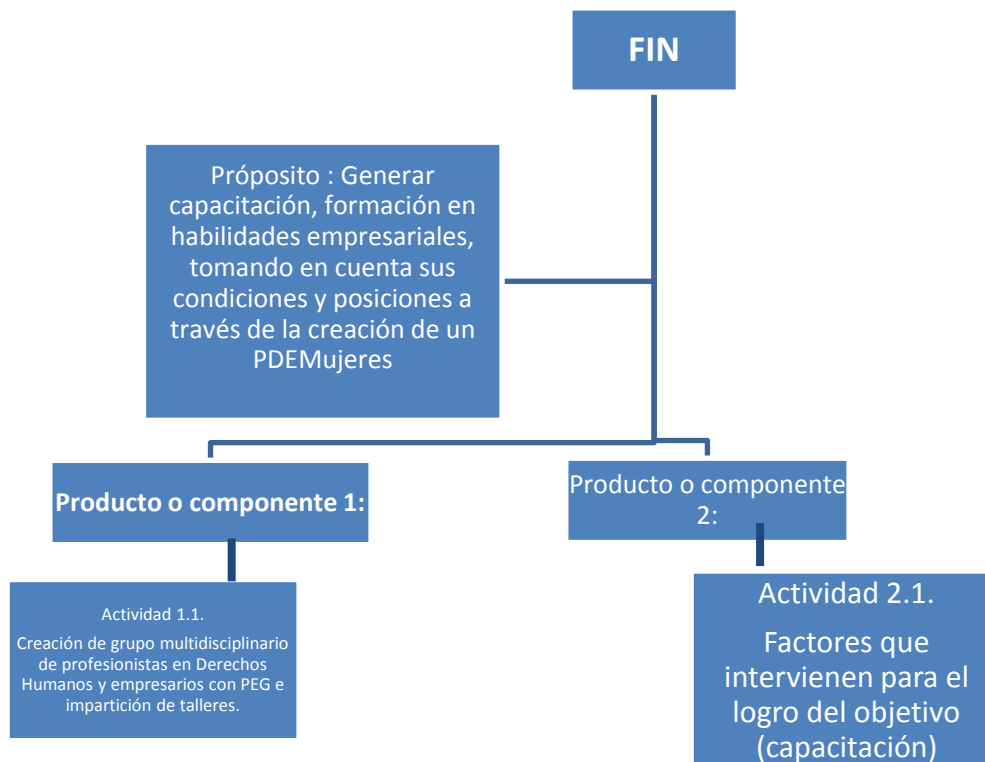 FIN
Próposito : Generar
capacitación, formación en
habilidades empresariales,
tomando en cuenta sus
condiciones y posiciones a
través de la creación de un
PDEMujeres
Producto o componente 1:
Producto o componente
2:
Actividad 1.1.
Creación de grupo multidisciplinario
de profesionistas en Derechos
Humanos y empresarios con PEG e
impartición de talleres.
Actividad 2.1.
Factores que
intervienen para el
logro del objetivo
(capacitación)